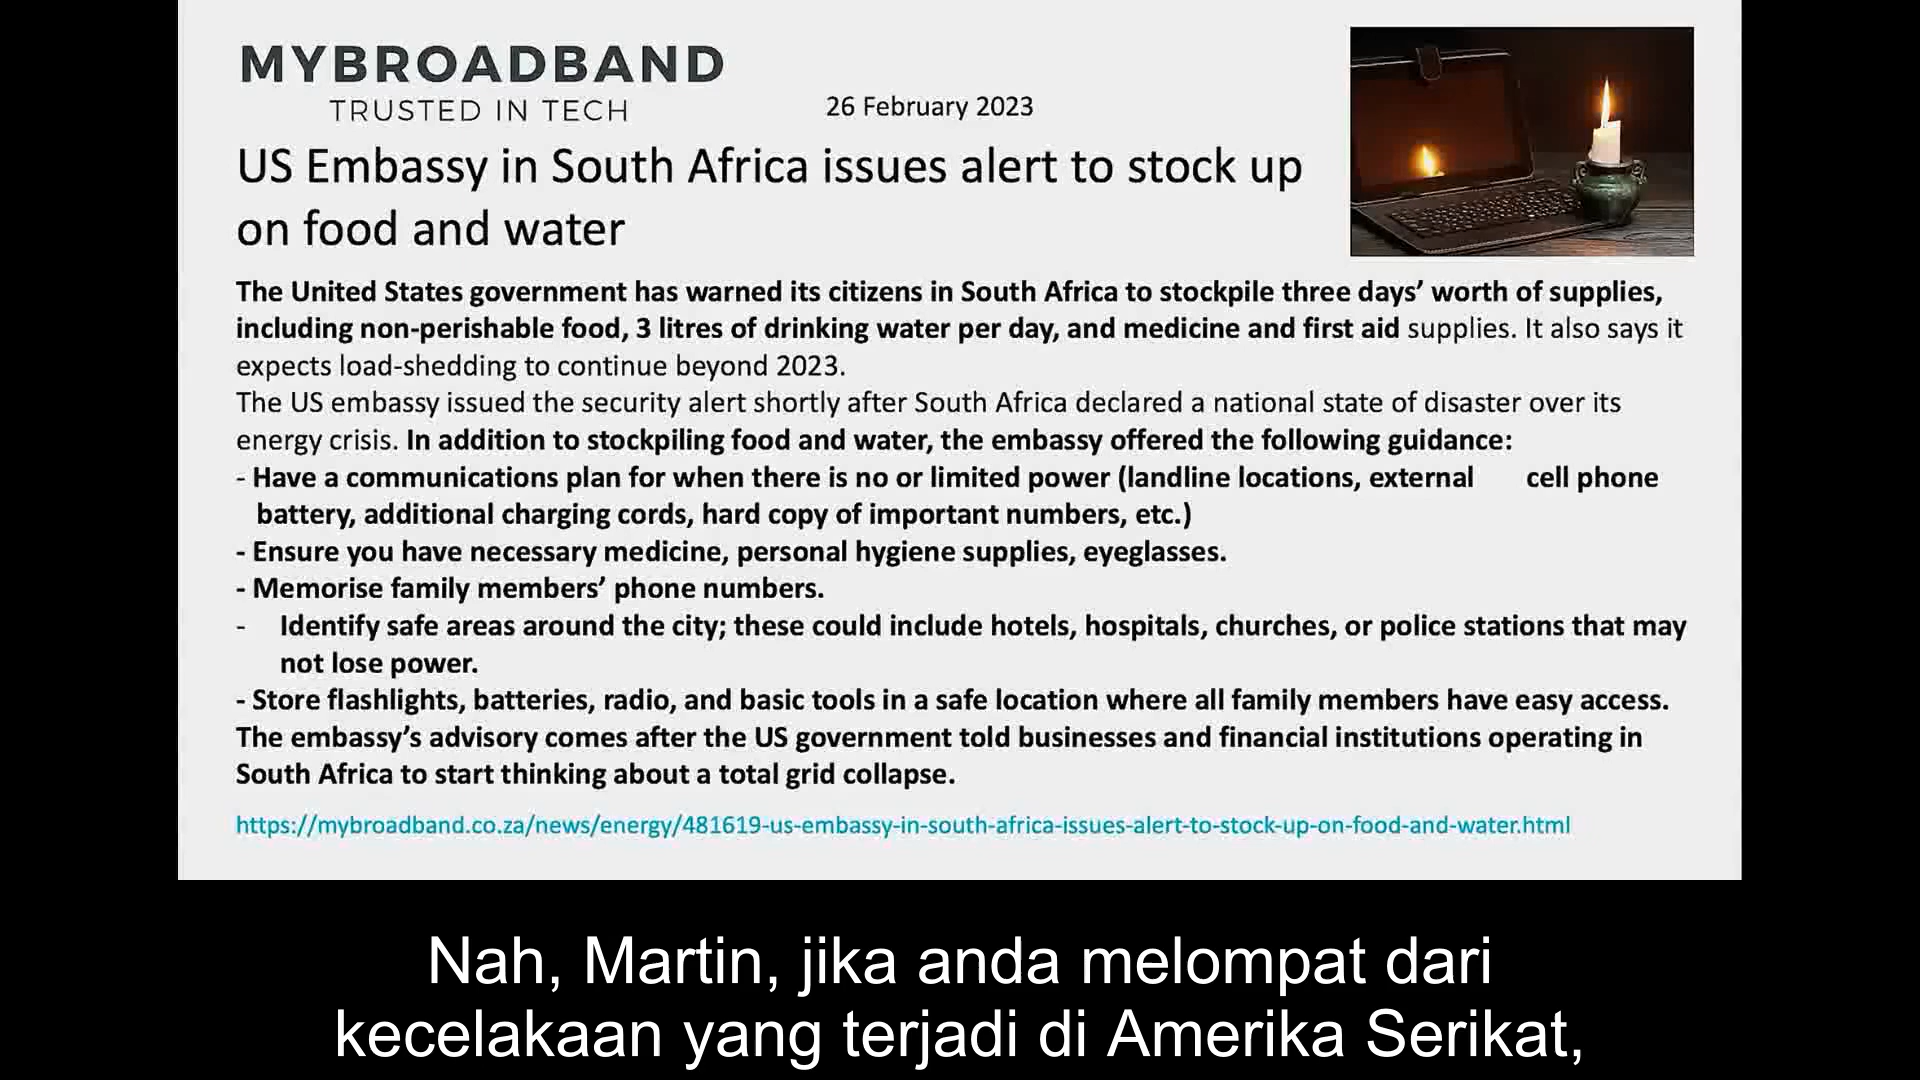 MYBROADBAND
TRUSTED IN TECH
26 February 2023
US Embassy in South Africa issues alert to stock up
on food and water
The United States government has warned its citizens in South Africa to stockpile three days’ worth of supplies,
including non-perishable food, 3 litres of drinking water per day, and medicine and first aid supplies. It also says it
expects load-shedding to continue beyond 2023.
The US embassy issued the security alert shortly after South Africa declared a national state of disaster over its
energy crisis. In addition to stockpiling food and water, the embassy offered the following guidance:
- Have a communications plan for when there is no or limited power (landline locations, external cell phone
battery, additional charging cords, hard copy of important numbers, etc.)
- Ensure you have necessary medicine, personal hygiene supplies, eyeglasses.
- Memorise family members’ phone numbers.
- Identify safe areas around the city; these could include hotels, hospitals, churches, or police stations that may
not lose power.
- Store flashlights, batteries, radio, and basic tools in a safe location where all family members have easy access.
The embassy’s advisory comes after the US government told businesses and financial institutions operating in
South Africa to start thinking about a total grid collapse.
https://mybroadband.co.za/news/energy/481619-us-embassy-in-south-africa-issues-alert-to-stock-up-on-food-and-water.html
Nah, Martin, jika anda melompat dari
kecelakaan yang terjadi di Amerika Serikat,